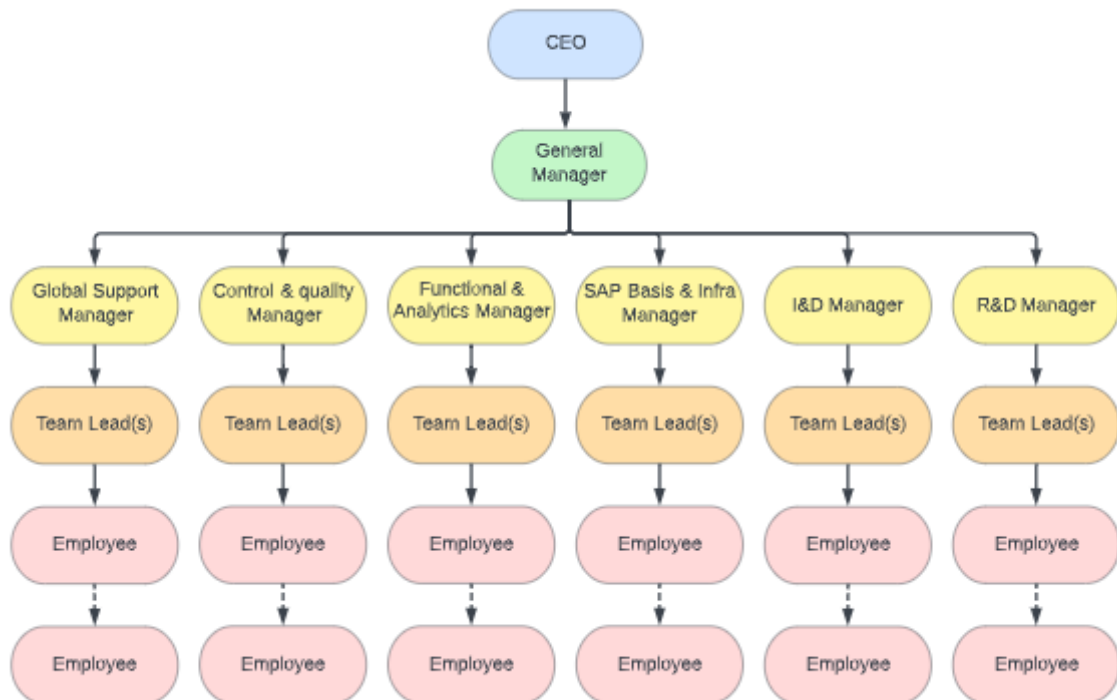 CEO
General
Manager
Global Support
Manager
Control & quality
Manager
Functional &
Analytics Manager
SAP Basis & Infra
Manager
I&D Manager
R&D Manager
Team Lead(s)
Team Lead(s)
Team Lead(s)
Team Lead(s)
Team Lead(s)
Team Lead(s)
Employee
Employee
Employee
Employee
Employee
Employee
Employee
Employee
Employee
Employee
Employee
Employee